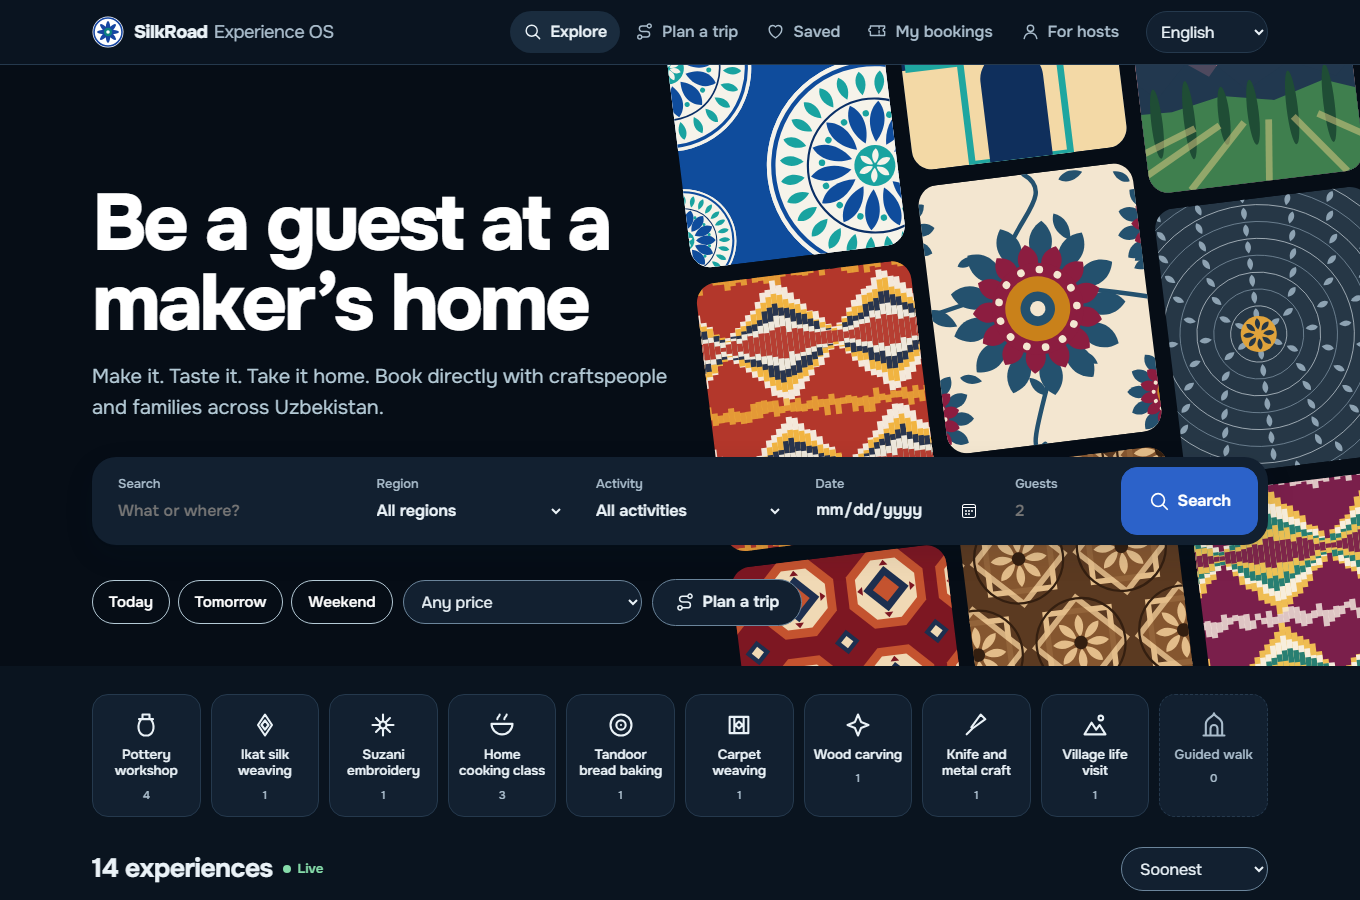 SilkRoad Experience OS
Explore
Plan a trip
Saved
My bookings
For hosts
English
Be a guest at a
maker’s home
Make it. Taste it. Take it home. Book directly with craftspeople
and families across Uzbekistan.
Search
What or where?
Region
All regions
Activity
All activities
Date
mm/dd/yyyy
Guests
2
Search
Today
Tomorrow
Weekend
Any price
Plan a trip
Pottery
workshop
4
Ikat silk
weaving
1
Suzani
embroidery
1
Home
cooking class
3
Tandoor
bread baking
1
Carpet
weaving
1
Wood carving
1
Knife and
metal craft
1
Village life
visit
1
Guided walk
0
14 experiences
Live
Soonest